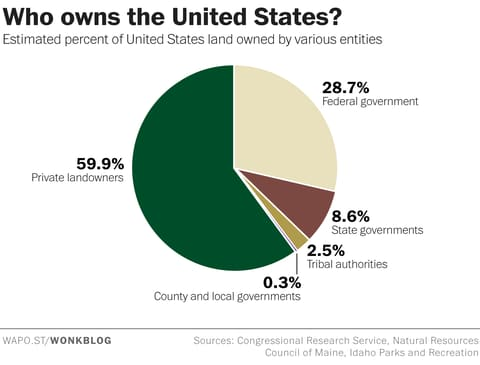 Who owns the United States?
Estimated percent of United States land owned by various entities
28.7%
Federal government
59.9%
Private landowners
8.6%
State governments
2.5%
Tribal authorities
0.3%
County and local governments
WAPO.ST/WONKBLOG
Sources: Congressional Research Service, Natural Resources
Council of Maine, Idaho Parks and Recreation